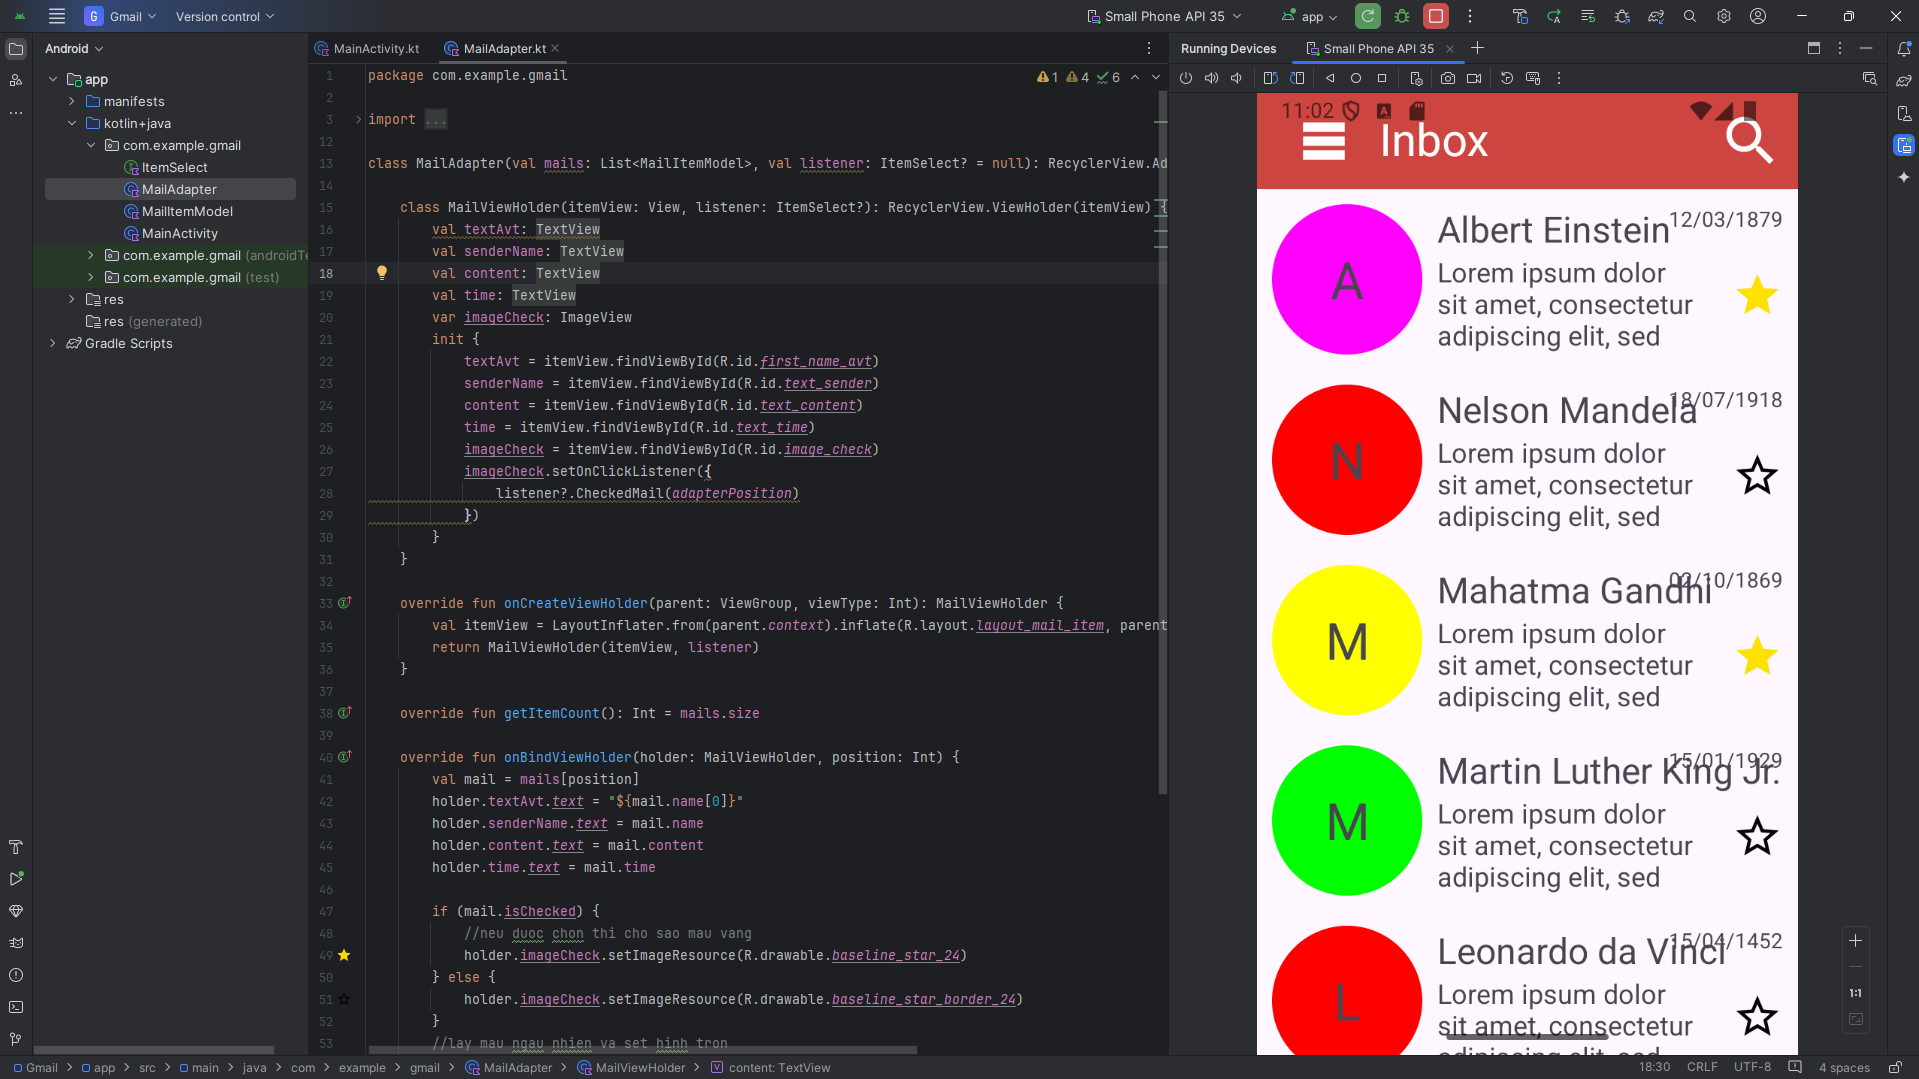 G Gmail Version control
Small Phone API 35
app
Android
app
manifests
kotlin+java
com.example.gmail
ItemSelect
MailAdapter
MailItemModel
MainActivity
com.example.gmail (androidTe
com.example.gmail (test)
res
res (generated)
Gradle Scripts
MainActivity.kt MailAdapter.kt
1 4 6
1 package com.example.gmail
2
3 import ...
12
13 class MailAdapter(val mails: List<MailItemModel>, val listener: ItemSelect? = null): RecyclerView.Ad
14
15 class MailViewHolder(itemView: View, listener: ItemSelect?): RecyclerView.ViewHolder(itemView) {
16 val textAvt: TextView
17 val senderName: TextView
18 val content: TextView
19 val time: TextView
20 var imageCheck: ImageView
21 init {
22 textAvt = itemView.findViewById(R.id.first_name_avt)
23 senderName = itemView.findViewById(R.id.text_sender)
24 content = itemView.findViewById(R.id.text_content)
25 time = itemView.findViewById(R.id.text_time)
26 imageCheck = itemView.findViewById(R.id.image_check)
27 imageCheck.setOnClickListener({
28 listener?.CheckedMail(adapterPosition)
29 })
30 }
31 }
32
33 override fun onCreateViewHolder(parent: ViewGroup, viewType: Int): MailViewHolder {
34 val itemView = LayoutInflater.from(parent.context).inflate(R.layout.layout_mail_item, parent
35 return MailViewHolder(itemView, listener)
36 }
37
38 override fun getItemCount(): Int = mails.size
39
40 override fun onBindViewHolder(holder: MailViewHolder, position: Int) {
41 val mail = mails[position]
42 holder.textAvt.text = "${mail.name[0]}"
43 holder.senderName.text = mail.name
44 holder.content.text = mail.content
45 holder.time.text = mail.time
46
47 if (mail.isChecked) {
48 //neu duoc chon thi cho sao mau vang
49 holder.imageCheck.setImageResource(R.drawable.baseline_star_24)
50 } else {
51 holder.imageCheck.setImageResource(R.drawable.baseline_star_border_24)
52 }
53 //lay mau ngau nhien va set hinh tron
Running Devices Small Phone API 35
11:02
Inbox
A
Albert Einstein
12/03/1879
Lorem ipsum dolor
sit amet, consectetur
adipiscing elit, sed
N
Nelson Mandela
18/07/1918
Lorem ipsum dolor
sit amet, consectetur
adipiscing elit, sed
M
Mahatma Gandhi
02/10/1869
Lorem ipsum dolor
sit amet, consectetur
adipiscing elit, sed
M
Martin Luther King Jr.
15/01/1929
Lorem ipsum dolor
sit amet, consectetur
adipiscing elit, sed
L
Leonardo da Vinci
15/04/1452
Lorem ipsum dolor
sit amet, consectetur
adipiscing elit, sed
1:1
Gmail > app > src > main > java > com > example > gmail > MailAdapter > MailViewHolder > content: TextView
18:30 CRLF UTF-8 4 spaces